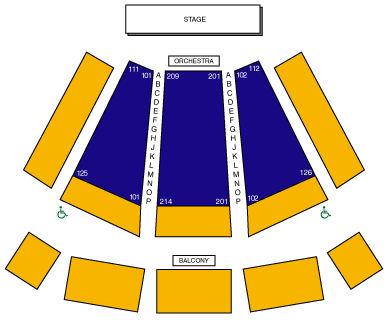 STAGE
ORCHESTRA
111 112
101 A 209 201 A 102
B B
C C
D D
E E
F F
G G
H H
J J
K K
L L
M M
125 126
N N
O O
101 P 214 201 P 102
BALCONY